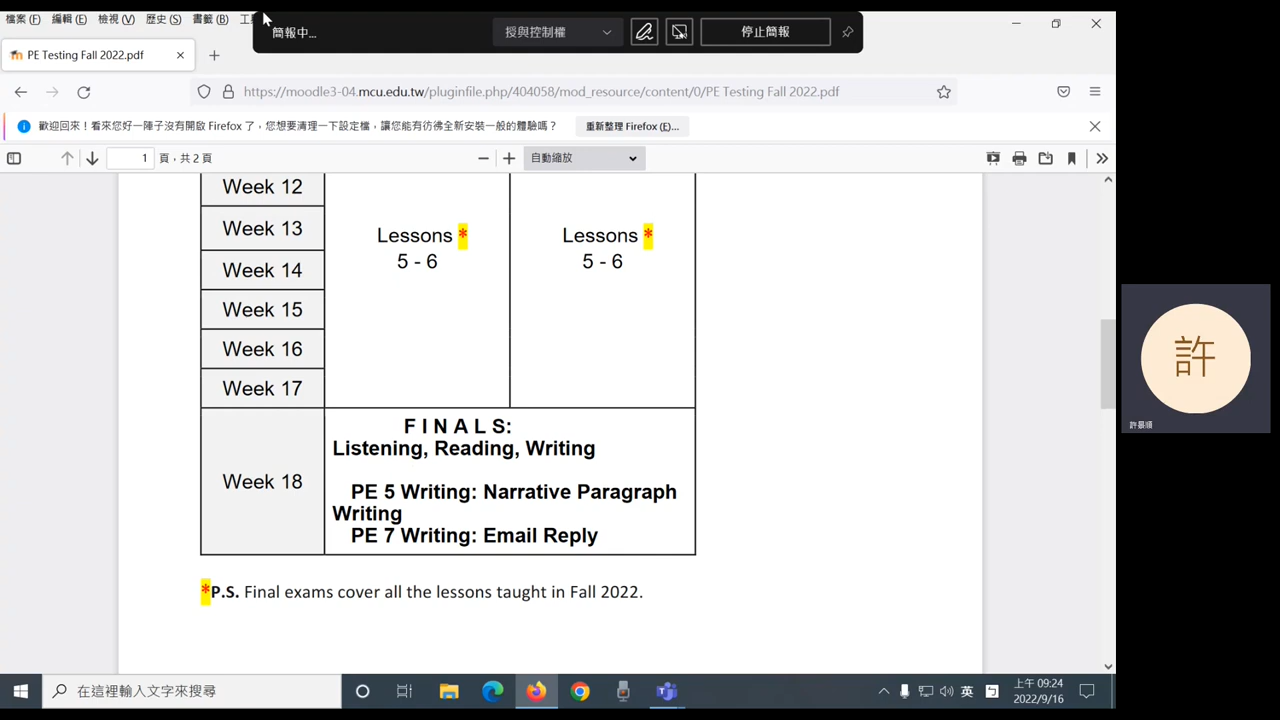 檔案 (F) 編輯 (E) 檢視 (V) 歷史 (S) 書籤 (B) 工具
簡報中...
授與控制權
停止簡報
PE Testing Fall 2022.pdf
https://moodle3-04.mcu.edu.tw/pluginfile.php/404058/mod_resource/content/0/PE Testing Fall 2022.pdf
歡迎回來！看來您好一陣子沒有開啟 Firefox 了，您想要清理一下設定檔，讓您能有彷彿全新安裝一般的體驗嗎？
重新整理 Firefox (E)...
1 頁，共 2 頁
自動縮放
Week 12
Week 13
Lessons *
Lessons *
5 - 6
5 - 6
Week 14
Week 15
Week 16
Week 17
F I N A L S:
Listening, Reading, Writing
Week 18
PE 5 Writing: Narrative Paragraph
Writing
PE 7 Writing: Email Reply
*P.S. Final exams cover all the lessons taught in Fall 2022.
許
許景順
在這裡輸入文字來搜尋
英
上午 09:24
2022/9/16